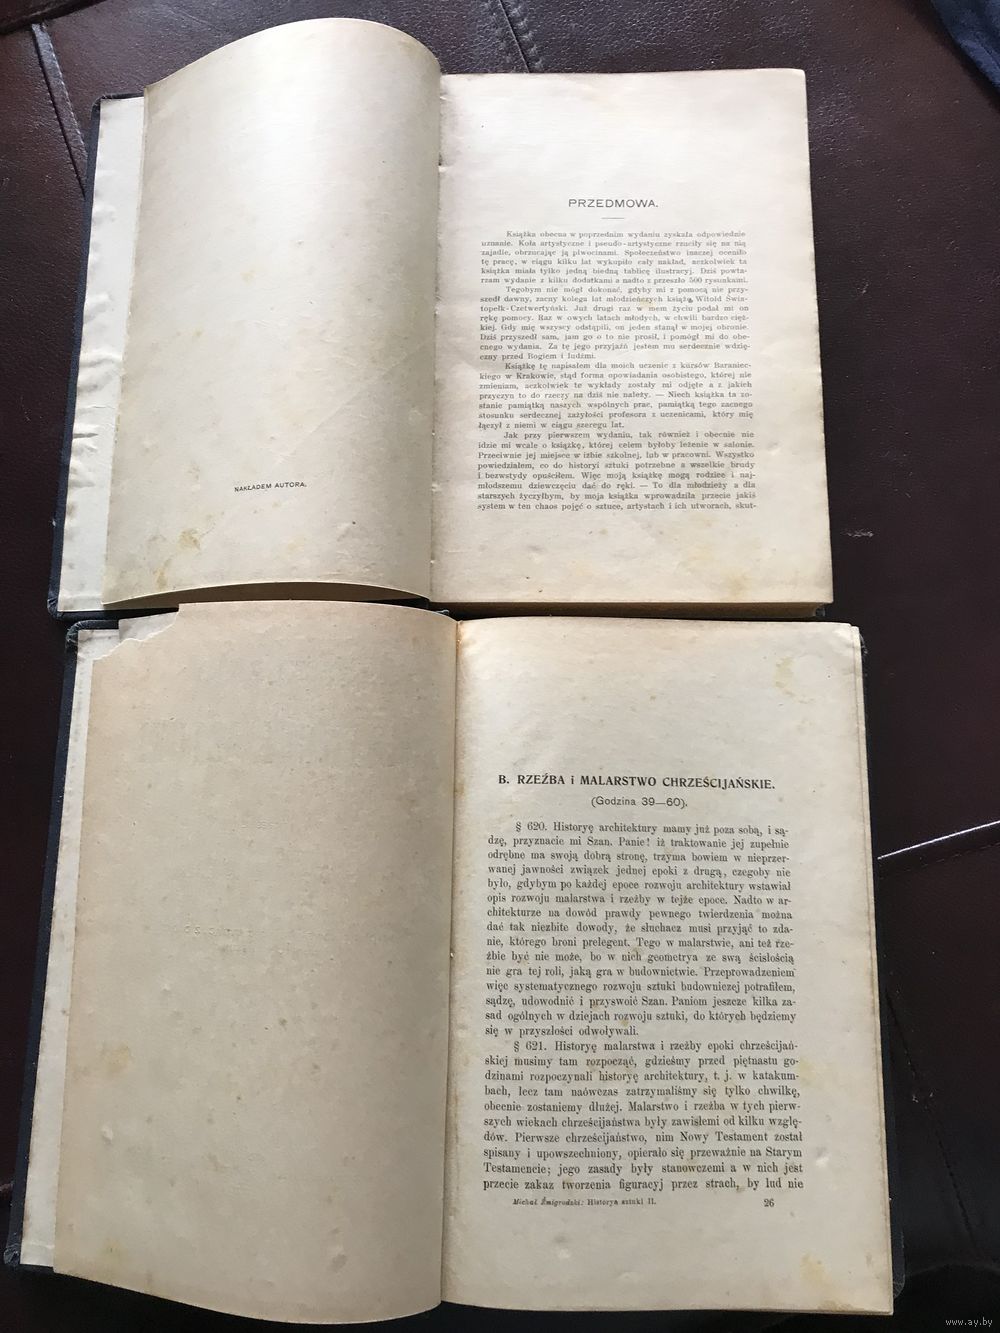 PRZEDMOWA.
Książka obecna w poprzednim wydaniu zyskała odpowiednie
uznanie. Koła artystyczne i pseudo-artystyczne rzuciły się na nią
zajadle, obrzucając ją plwocinami. Społeczeństwo inaczej oceniło
tę pracę, w ciągu kilku lat wykupiło cały nakład, aczkolwiek ta
książka miała tylko jedną biedną tablicę ilustracyj. Dziś powta-
rzam wydanie z kilku dodatkami a nadto z przeszło 500 rysunkami.
Tegobym nie mógł dokonać, gdyby mi z pomocą nie przy-
szedł dawny, zacny kolega lat młodzieńczych książę Witold Świa-
topełk-Czetwertyński. Już drugi raz w mem życiu podał mi on
rękę pomocy. Raz w owych latach młodych, w chwili bardzo cięż-
kiej. Gdy mię wszyscy odstąpili, on jeden stanął w mojej obronie.
Dziś przyszedł sam, jam go o to nie prosił, i pomógł mi do obe-
cnego wydania. Za tę jego przyjaźń jestem mu serdecznie wdzię-
czny przed Bogiem i ludźmi.
Książkę tę napisałem dla moich uczenic z kursów Baraniec-
kiego w Krakowie, stąd forma opowiadania osobistego, której nie
zmieniam, aczkolwiek te wykłady zostały mi odjęte a z jakich
przyczyn to do rzeczy na dziś nie należy. — Niech książka ta zo-
stanie pamiątką naszych wspólnych prac, pamiątką tego zacnego
stosunku serdecznej zażyłości profesora z uczenicami, który mię
łączył z niemi w ciągu szeregu lat.
Jak przy pierwszem wydaniu, tak również i obecnie nie
idzie mi wcale o książkę, której celem byłoby leżenie w salonie.
Przeciwnie jej miejsce w izbie szkolnej, lub w pracowni. Wszystko
powiedziałem, co do historyi sztuki potrzebne a wszelkie brudy
i bezwstydy opuściłem. Więc moją książkę mogą rodzice i naj-
młodszemu dziewczęciu dać do ręki. — To dla młodzieży a dla
starszych życzyłbym, by moja książka wprowadziła przecie jakiś
system w ten chaos pojęć o sztuce, artystach i ich utworach, skut-
NAKŁADEM AUTORA.
B. RZEŹBA i MALARSTWO CHRZEŚCIJAŃSKIE.
(Godzina 39—60).
§ 620. Historyę architektury mamy już poza sobą, i są-
dzę, przyznacie mi Szan. Panie! iż traktowanie jej zupełnie
odrębne ma swoją dobrą stronę, trzyma bowiem w nieprzer-
wanej jawności związek jednej epoki z drugą, czegoby nie
było, gdybym po każdej epoce rozwoju architektury wstawiał
opis rozwoju malarstwa i rzeźby w tejże epoce. Nadto w ar-
chitekturze na dowód prawdy pewnego twierdzenia można
dać tak niezbite dowody, że słuchacz musi przyjąć to zda-
nie, którego broni prelegent. Tego w malarstwie, ani też rze-
źbie być nie może, bo w nich geometrya ze swą ścisłością
nie gra tej roli, jaką gra w budownictwie. Przeprowadzeniem
więc systematycznego rozwoju sztuki budowniczej potrafiłem,
sądzę, udowodnić i przyswoić Szan. Paniom jeszcze kilka za-
sad ogólnych w dziejach rozwoju sztuki, do których będziemy
się w przyszłości odwoływali.
§ 621. Historyę malarstwa i rzeźby epoki chrześcijań-
skiej musimy tam rozpocząć, gdzieśmy przed piętnastu go-
dzinami rozpoczynali historyę architektury, t. j. w katakum-
bach, lecz tam naówczas zatrzymaliśmy się tylko chwilkę,
obecnie zostaniemy dłużej. Malarstwo i rzeźba w tych pierw-
szych wiekach chrześcijaństwa były zawisłemi od kilku wzglę-
dów. Pierwsze chrześcijaństwo, nim Nowy Testament został
spisany i upowszechniony, opierało się przeważnie na Starym
Testamencie; jego zasady były stanowczemi a w nich jest
przecie zakaz tworzenia figuracyj przez strach, by lud nie
Michał Żmigrodzki: Historya sztuki II. 26
www.ay.by